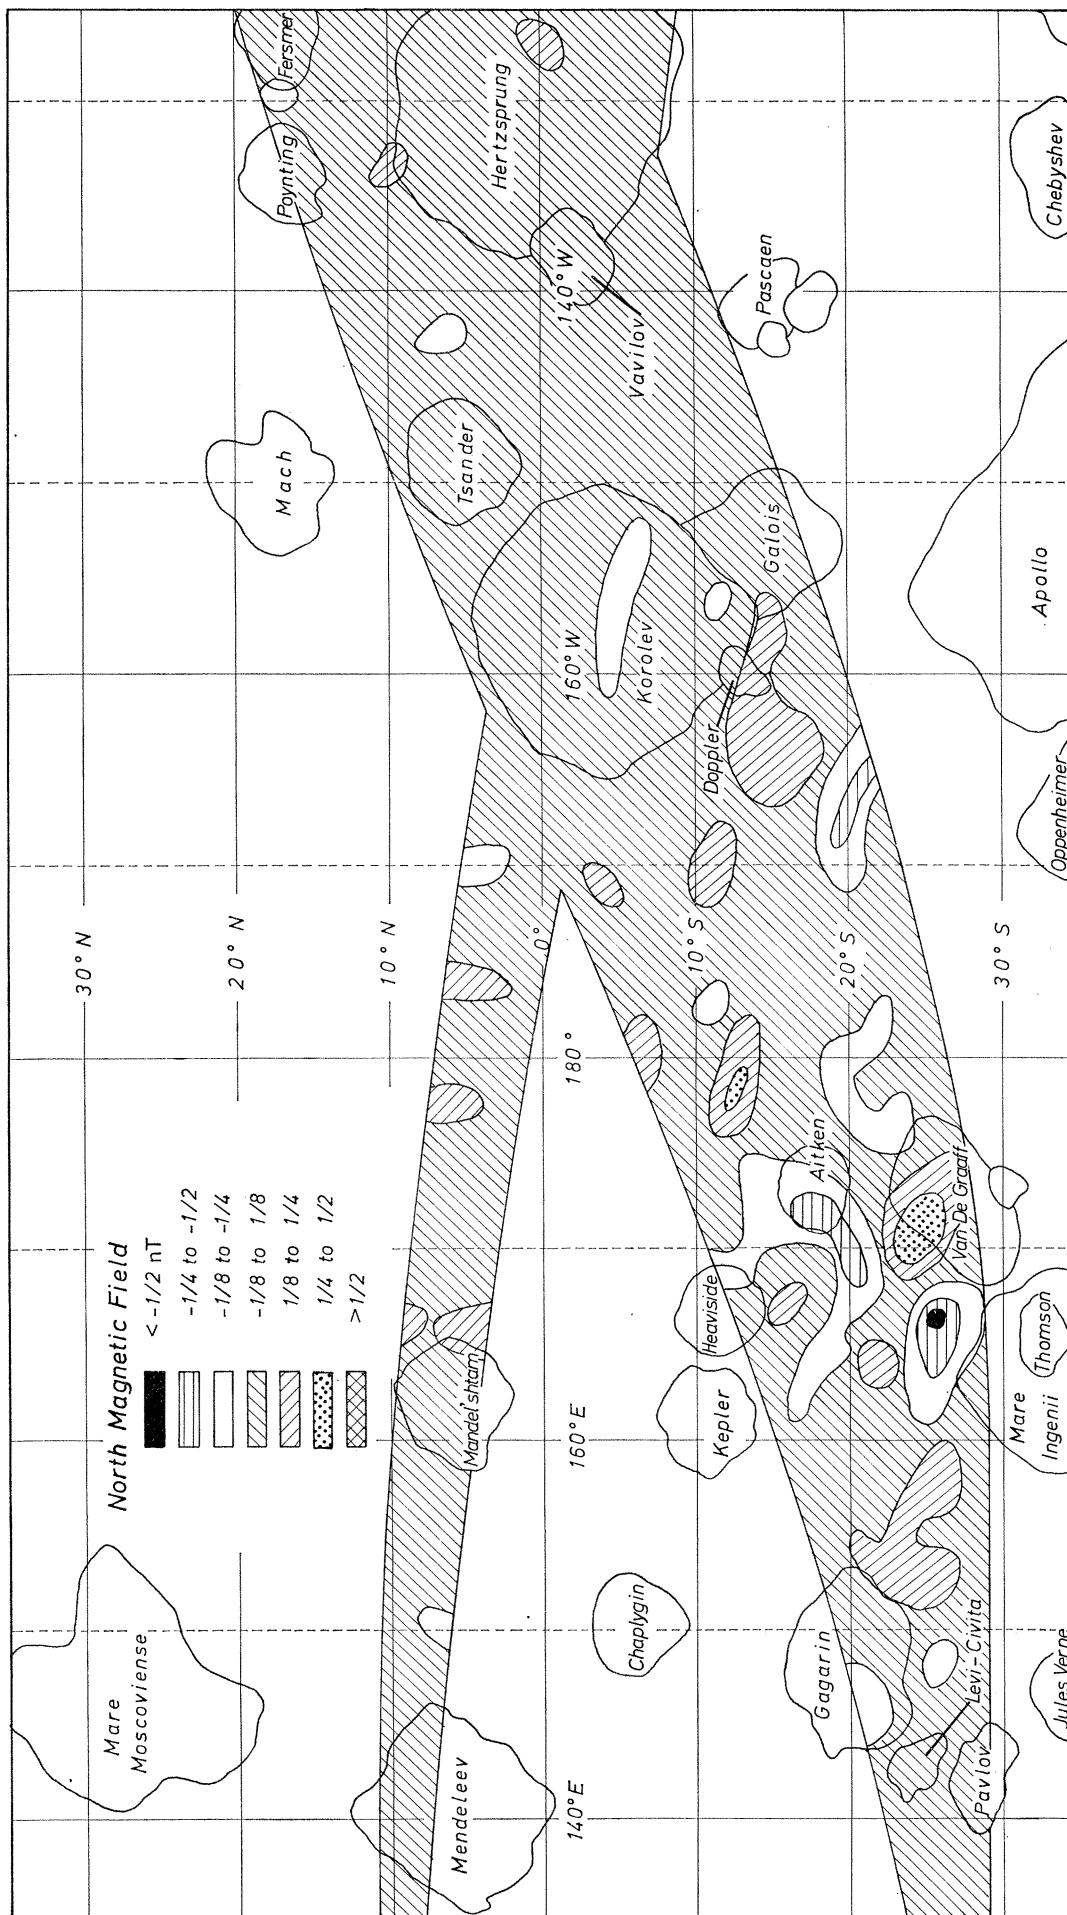 North Magnetic Field
< -1/2 nT
-1/4 to -1/2
-1/8 to -1/4
-1/8 to 1/8
1/8 to 1/4
1/4 to 1/2
>1/2
30° N
20° N
10° N
0°
10° S
20° S
30° S
140° E
160° E
180°
160° W
140° W
Mare
Moscoviense
Mendeleev
Mandel'shtam
Chaplygin
Kepler
Heaviside
Gagarin
Aitken
Levi-Civita
Pavlov
Jules Verne
Mare
Ingenii
Thomson
Van De Graaff
Oppenheimer
Apollo
Doppler
Korolev
Galois
Mach
Tsander
Vavilov
Pascaen
Hertzsprung
Poynting
Fersmer
Chebyshev